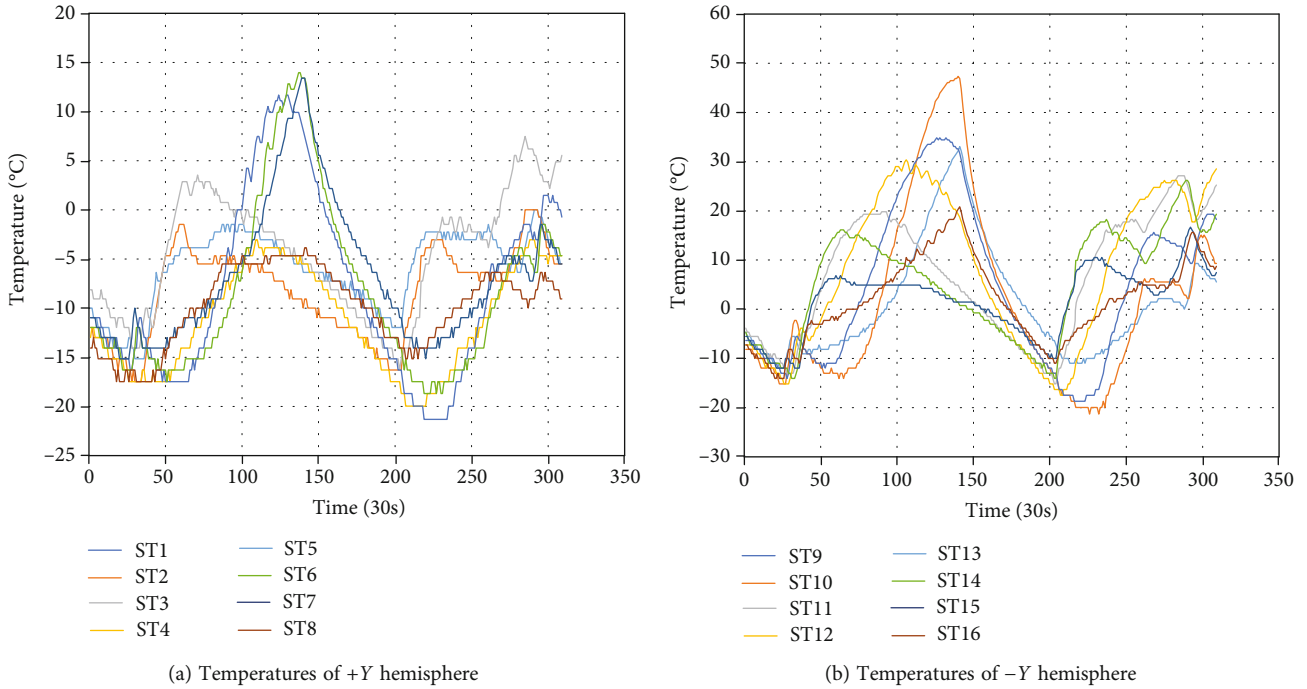 20
15
10
5
0
–5
–10
–15
–20
–25
Temperature (°C)
0 50 100 150 200 250 300 350
Time (30s)
ST1
ST2
ST3
ST4
ST5
ST6
ST7
ST8
(a) Temperatures of +Y hemisphere
–60
50
40
30
20
10
0
–10
–20
–30
Temperature (°C)
0 50 100 150 200 250 300 350
Time (30s)
ST9
ST10
ST11
ST12
ST13
ST14
ST15
ST16
(b) Temperatures of –Y hemisphere